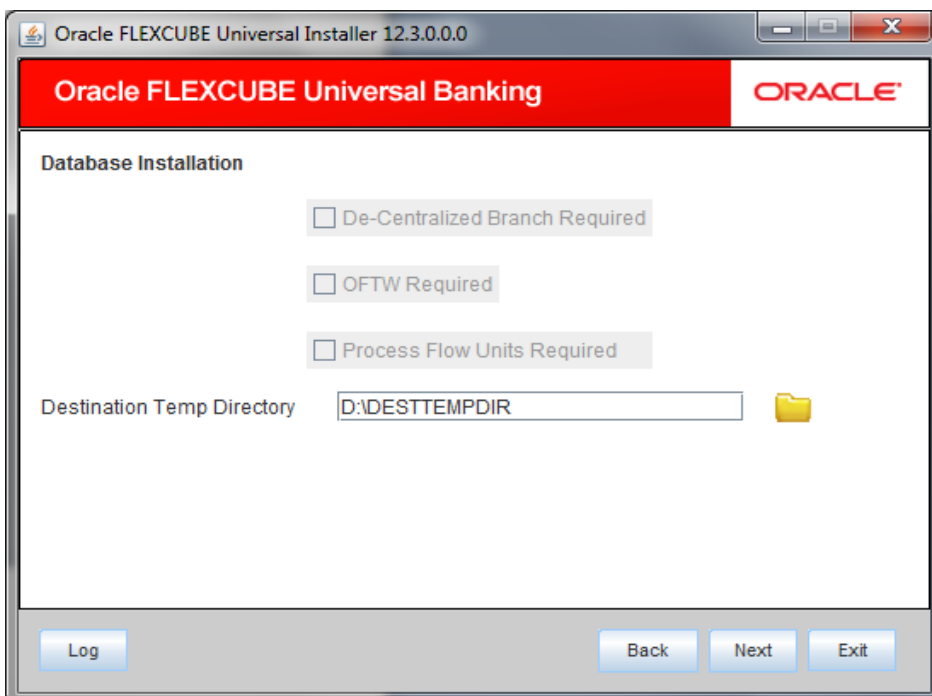 Oracle FLEXCUBE Universal Installer 12.3.0.0.0
Oracle FLEXCUBE Universal Banking
ORACLE
Database Installation
De-Centralized Branch Required
OFTW Required
Process Flow Units Required
Destination Temp Directory D:\DESTTEMPDIR
Log Back Next Exit